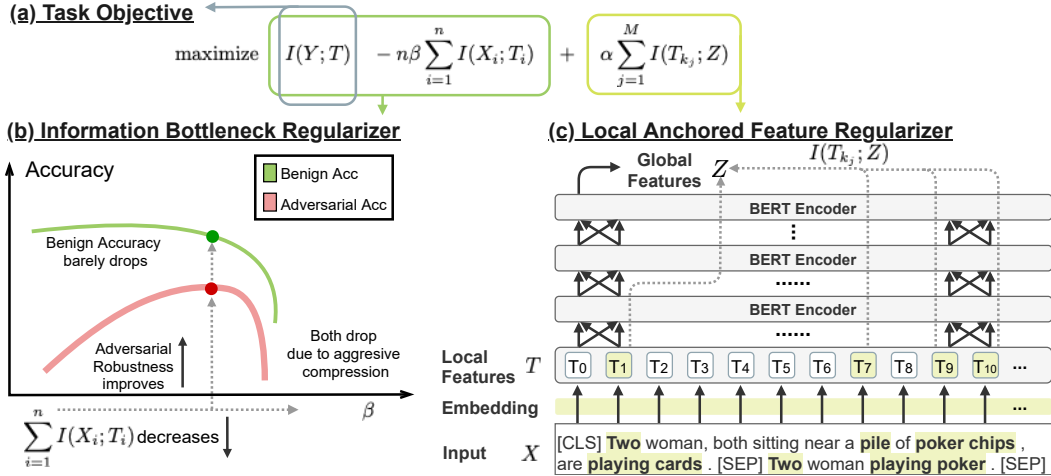 (a) Task Objective
maximize I(Y;T) − nβ ∑_{i=1}^{n} I(X_i;T_i) + α ∑_{j=1}^{M} I(T_{k_j};Z)
(b) Information Bottleneck Regularizer
Accuracy
Benign Acc
Adversarial Acc
Benign Accuracy
barely drops
Adversarial
Robustness
improves
Both drop
due to aggresive
compression
β
∑_{i=1}^{n} I(X_i;T_i) decreases
(c) Local Anchored Feature Regularizer
Global
Features Z
I(T_{k_j};Z)
BERT Encoder
⋮
BERT Encoder
......
BERT Encoder
......
Local
Features T
T0 T1 T2 T3 T4 T5 T6 T7 T8 T9 T10 ...
Embedding ...
Input X
[CLS] Two woman, both sitting near a pile of poker chips ,
are playing cards . [SEP] Two woman playing poker . [SEP]